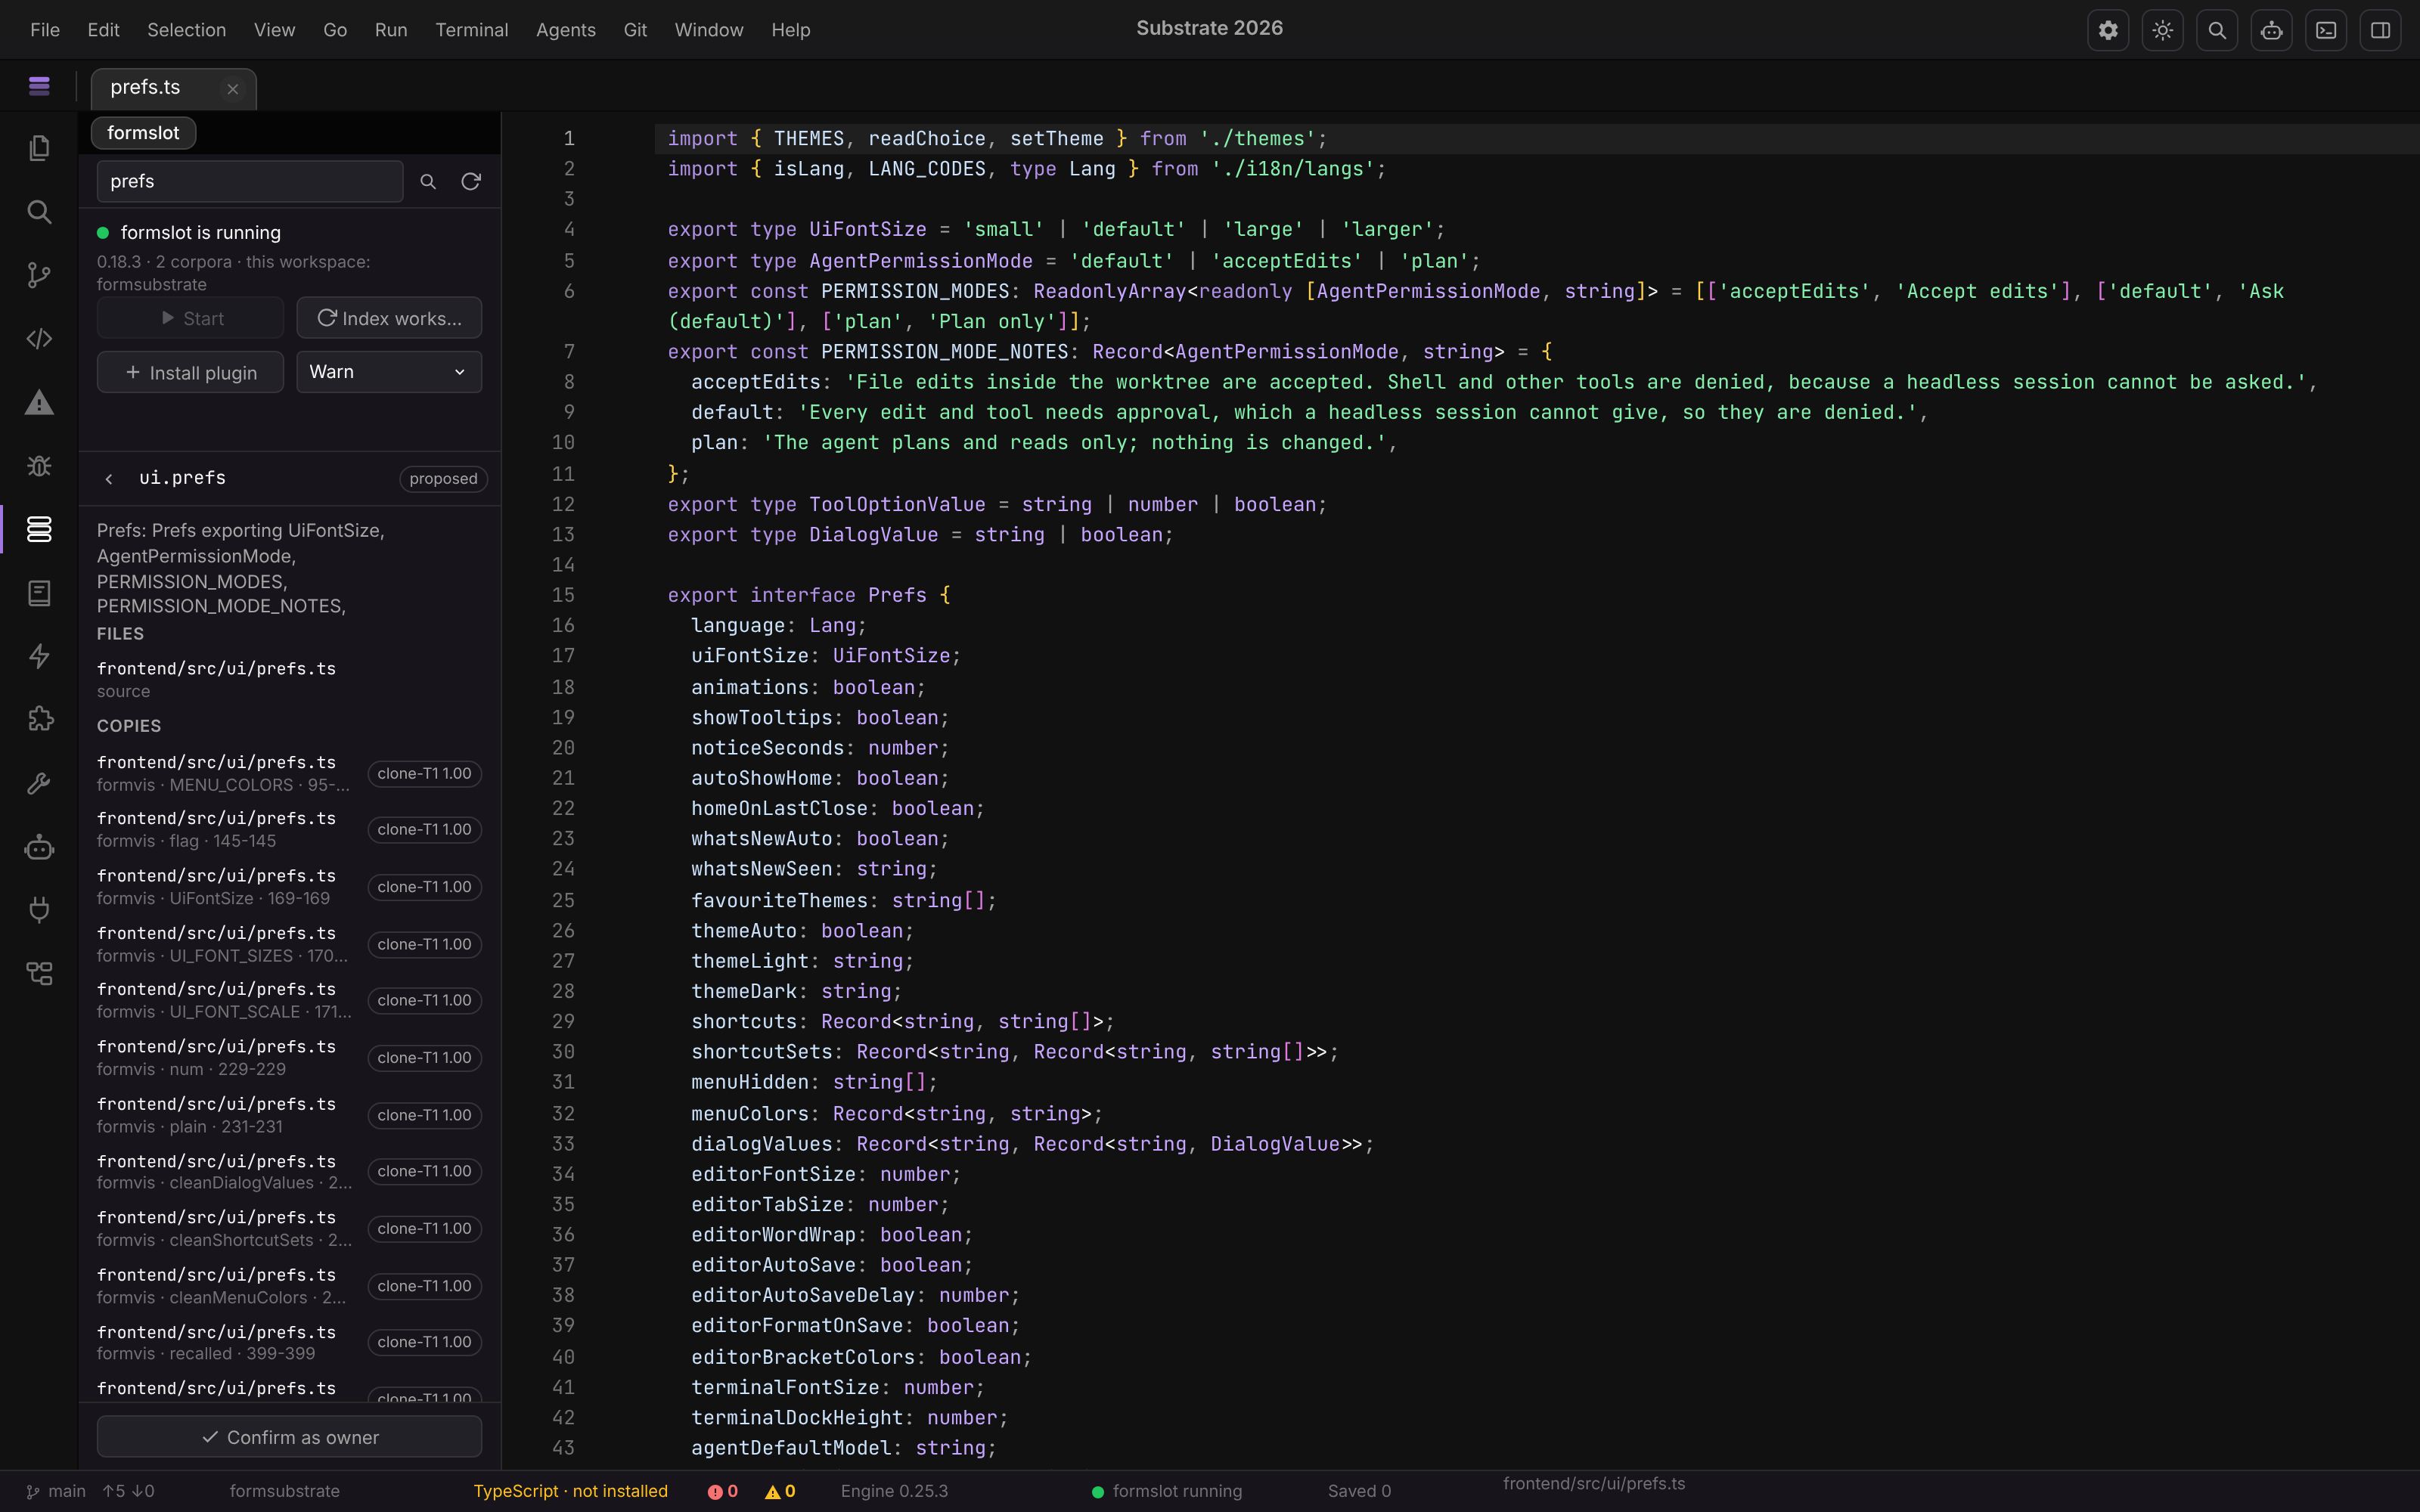 File Edit Selection View Go Run Terminal Agents Git Window Help
Substrate 2026
prefs.ts
formslot
prefs
formslot is running
0.18.3 · 2 corpora · this workspace:
formsubstrate
Start
Index works...
Install plugin
Warn
ui.prefs
proposed
Prefs: Prefs exporting UiFontSize,
AgentPermissionMode,
PERMISSION_MODES,
PERMISSION_MODE_NOTES,
FILES
frontend/src/ui/prefs.ts
source
COPIES
frontend/src/ui/prefs.ts
formvis · MENU_COLORS · 95-...
clone-T1 1.00
frontend/src/ui/prefs.ts
formvis · flag · 145-145
clone-T1 1.00
frontend/src/ui/prefs.ts
formvis · UiFontSize · 169-169
clone-T1 1.00
frontend/src/ui/prefs.ts
formvis · UI_FONT_SIZES · 170...
clone-T1 1.00
frontend/src/ui/prefs.ts
formvis · UI_FONT_SCALE · 171...
clone-T1 1.00
frontend/src/ui/prefs.ts
formvis · num · 229-229
clone-T1 1.00
frontend/src/ui/prefs.ts
formvis · plain · 231-231
clone-T1 1.00
frontend/src/ui/prefs.ts
formvis · cleanDialogValues · 2...
clone-T1 1.00
frontend/src/ui/prefs.ts
formvis · cleanShortcutSets · 2...
clone-T1 1.00
frontend/src/ui/prefs.ts
formvis · cleanMenuColors · 2...
clone-T1 1.00
frontend/src/ui/prefs.ts
formvis · recalled · 399-399
clone-T1 1.00
frontend/src/ui/prefs.ts
clone-T1 1.00
Confirm as owner
1 import { THEMES, readChoice, setTheme } from './themes';
2 import { isLang, LANG_CODES, type Lang } from './i18n/langs';
3
4 export type UiFontSize = 'small' | 'default' | 'large' | 'larger';
5 export type AgentPermissionMode = 'default' | 'acceptEdits' | 'plan';
6 export const PERMISSION_MODES: ReadonlyArray<readonly [AgentPermissionMode, string]> = [['acceptEdits', 'Accept edits'], ['default', 'Ask
(default)'], ['plan', 'Plan only']];
7 export const PERMISSION_MODE_NOTES: Record<AgentPermissionMode, string> = {
8 acceptEdits: 'File edits inside the worktree are accepted. Shell and other tools are denied, because a headless session cannot be asked.',
9 default: 'Every edit and tool needs approval, which a headless session cannot give, so they are denied.',
10 plan: 'The agent plans and reads only; nothing is changed.',
11 };
12 export type ToolOptionValue = string | number | boolean;
13 export type DialogValue = string | boolean;
14
15 export interface Prefs {
16 language: Lang;
17 uiFontSize: UiFontSize;
18 animations: boolean;
19 showTooltips: boolean;
20 noticeSeconds: number;
21 autoShowHome: boolean;
22 homeOnLastClose: boolean;
23 whatsNewAuto: boolean;
24 whatsNewSeen: string;
25 favouriteThemes: string[];
26 themeAuto: boolean;
27 themeLight: string;
28 themeDark: string;
29 shortcuts: Record<string, string[]>;
30 shortcutSets: Record<string, Record<string, string[]>>;
31 menuHidden: string[];
32 menuColors: Record<string, string>;
33 dialogValues: Record<string, Record<string, DialogValue>>;
34 editorFontSize: number;
35 editorTabSize: number;
36 editorWordWrap: boolean;
37 editorAutoSave: boolean;
38 editorAutoSaveDelay: number;
39 editorFormatOnSave: boolean;
40 editorBracketColors: boolean;
41 terminalFontSize: number;
42 terminalDockHeight: number;
43 agentDefaultModel: string;
main ↑5 ↓0 formsubstrate TypeScript · not installed 0 0 Engine 0.25.3 formslot running Saved 0 frontend/src/ui/prefs.ts